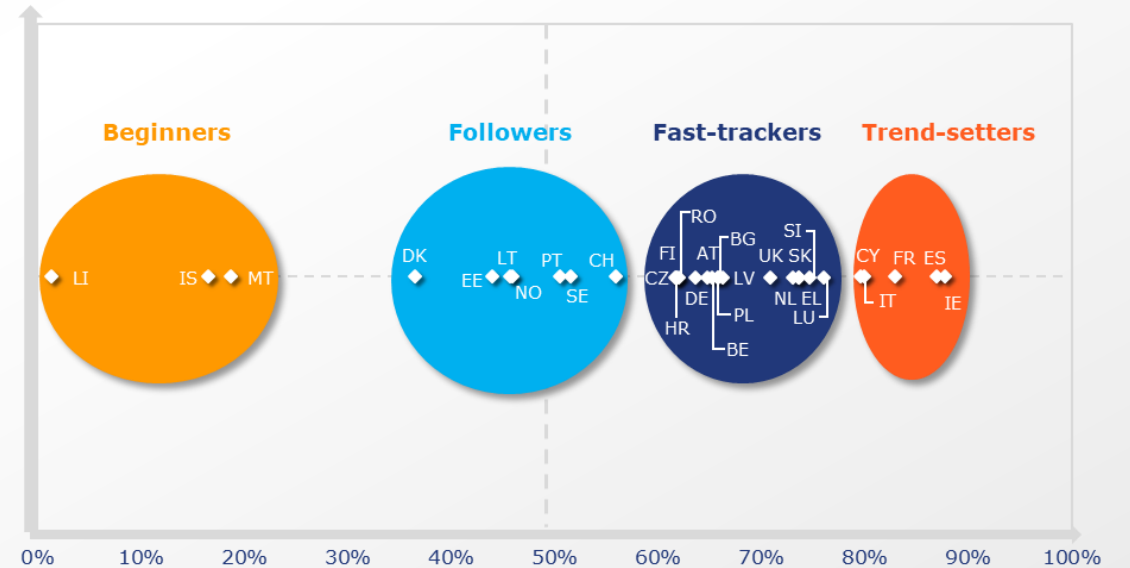 Beginners
Followers
Fast-trackers
Trend-setters
LI
IS
MT
DK
EE
LT
NO
PT
SE
CH
RO
FI
CZ
HR
AT
BG
DE
LV
PL
BE
UK
SK
SI
NL
EL
LU
CY
IT
FR
ES
IE
0% 10% 20% 30% 40% 50% 60% 70% 80% 90% 100%